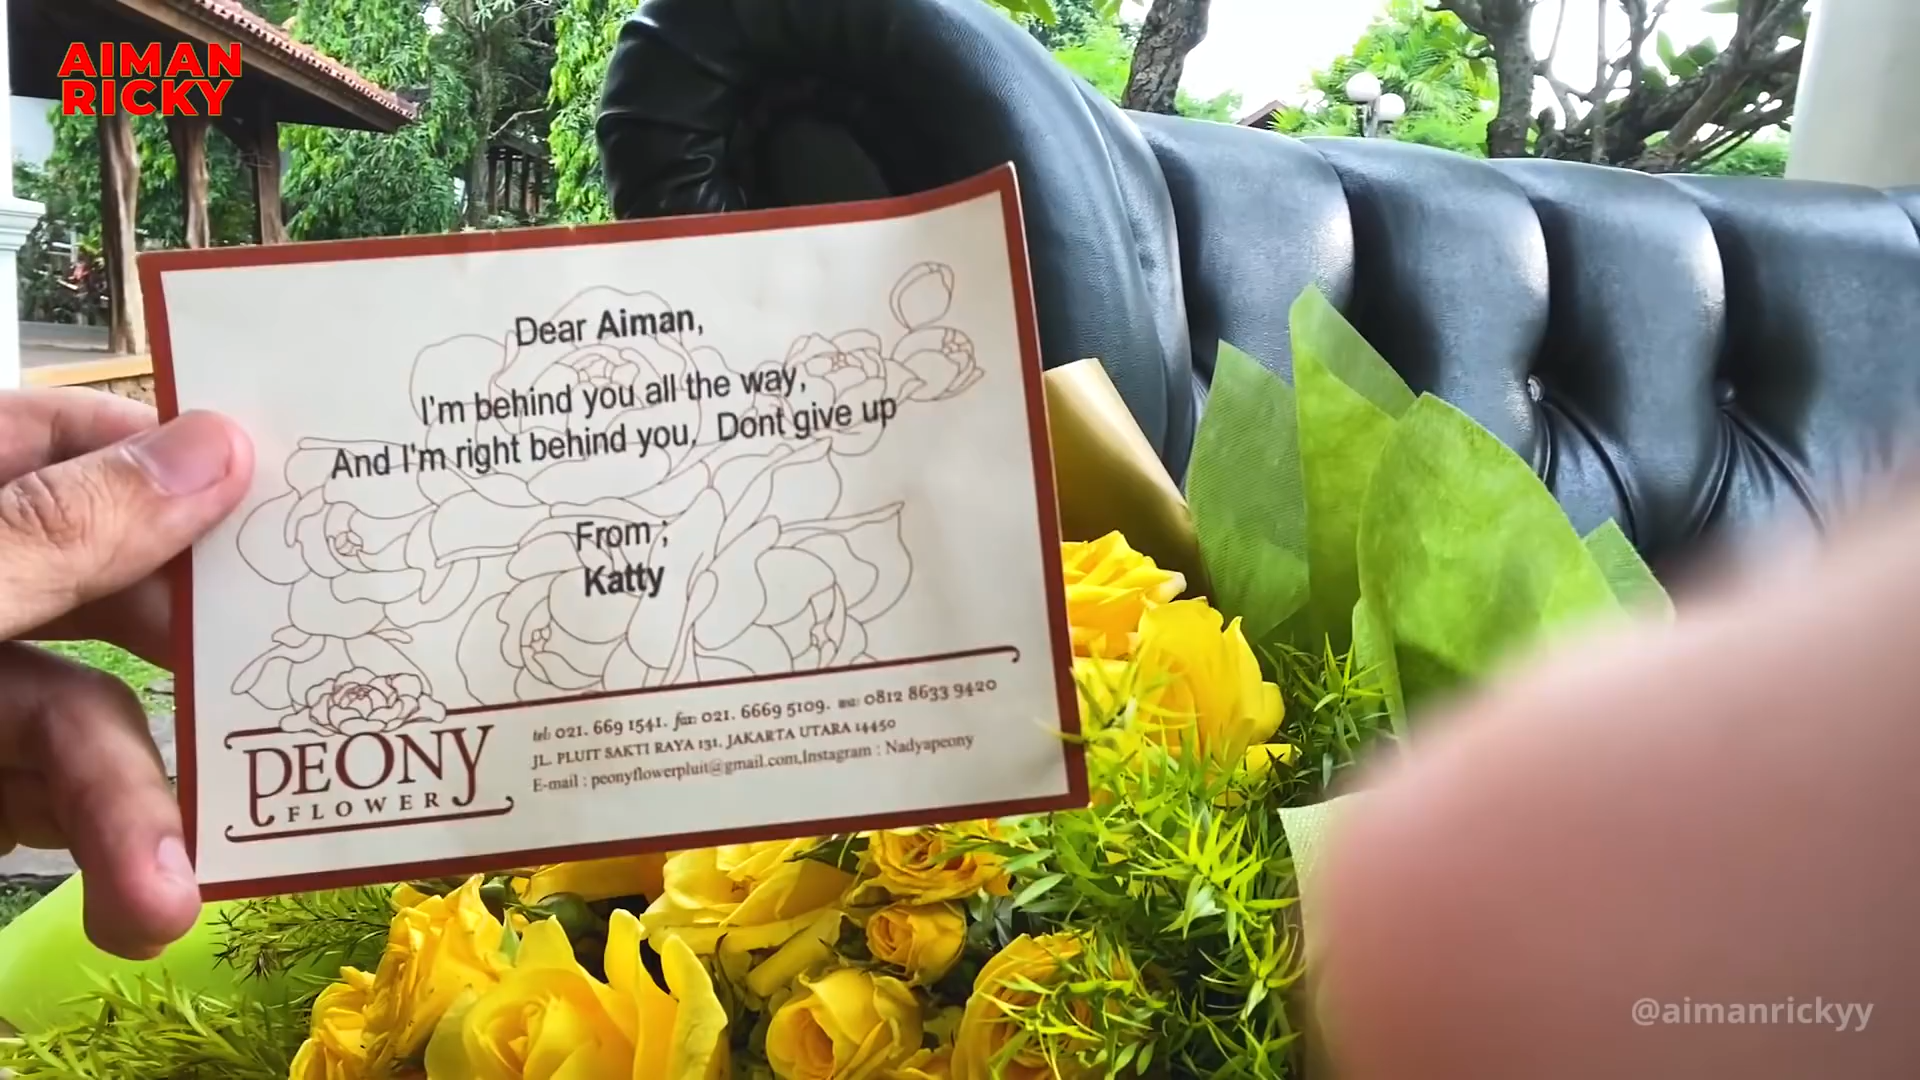 AIMAN
RICKY
Dear Aiman,
I'm behind you all the way,
And I'm right behind you, Dont give up
From ;
Katty
PEONY
FLOWER
tel: 021. 669 1541. fax: 021. 6669 5109. wa: 0812 8633 9420
JL. PLUIT SAKTI RAYA 131, JAKARTA UTARA 14450
E-mail : peonyflowerpluit@gmail.com,Instagram : Nadyapeony
@aimanrickyy